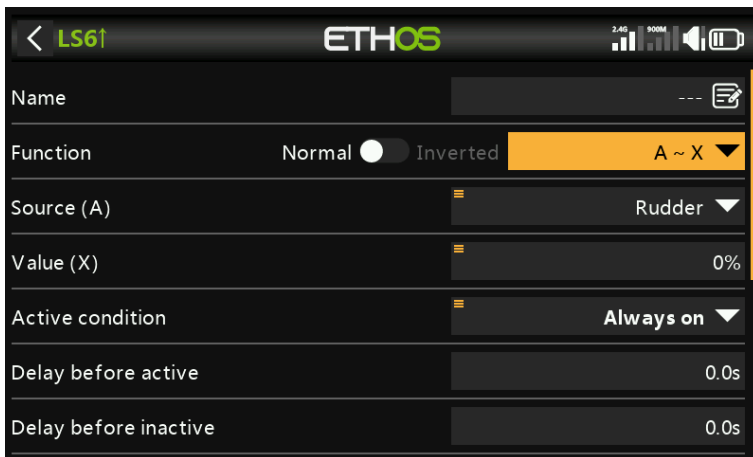 LS6↑ ETHOS 2.4G 900M
Name ---
Function Normal Inverted A ~ X
Source (A) Rudder
Value (X) 0%
Active condition Always on
Delay before active 0.0s
Delay before inactive 0.0s